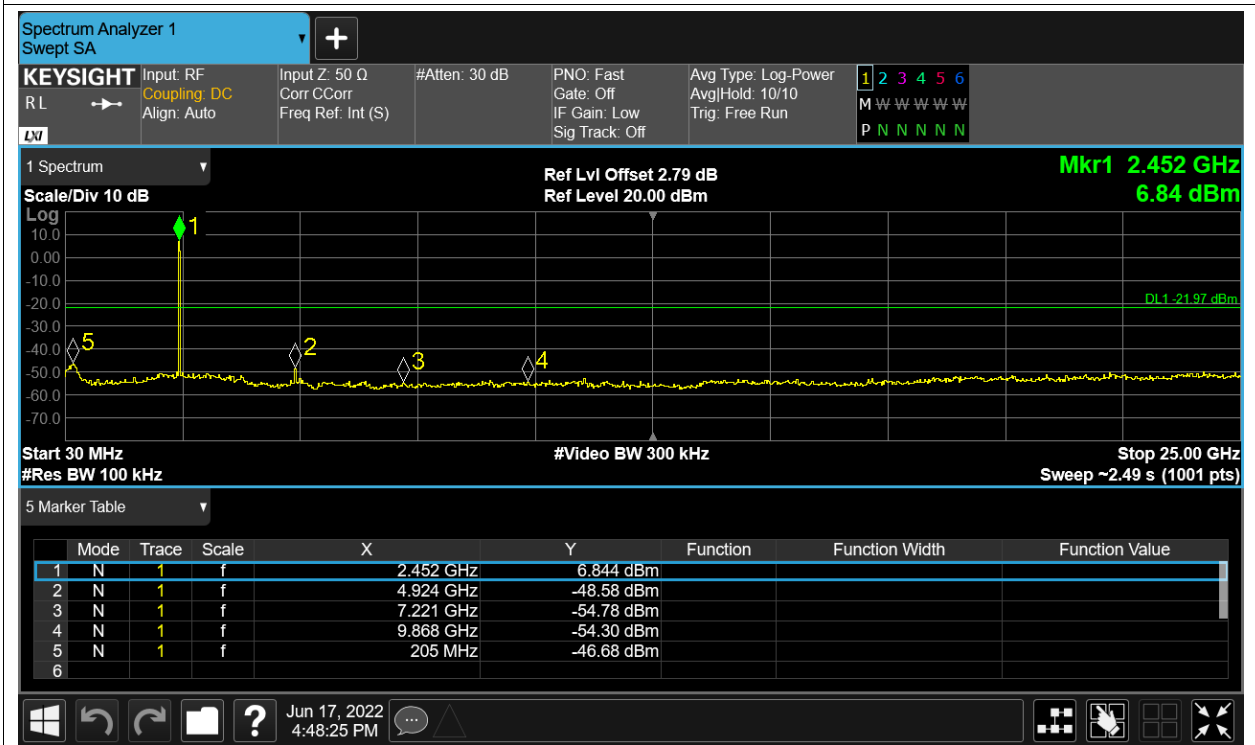 Spectrum Analyzer 1
Swept SA
KEYSIGHT Input: RF Input Z: 50 Ω #Atten: 30 dB PNO: Fast Avg Type: Log-Power 1 2 3 4 5 6
R L Coupling: DC Corr CCorr Gate: Off Avg|Hold: 10/10 M W W W W W
Align: Auto Freq Ref: Int (S) IF Gain: Low Trig: Free Run
LXI Sig Track: Off P N N N N N
1 Spectrum Ref Lvl Offset 2.79 dB Mkr1 2.452 GHz
Scale/Div 10 dB Ref Level 20.00 dBm 6.84 dBm
Log
10.0 1
0.00
-10.0
-20.0 DL1 -21.97 dBm
-30.0
-40.0 5 2
-50.0 3 4
-60.0
-70.0
Start 30 MHz #Video BW 300 kHz Stop 25.00 GHz
#Res BW 100 kHz Sweep ~2.49 s (1001 pts)
5 Marker Table
Mode Trace Scale X Y Function Function Width Function Value
1 N 1 f 2.452 GHz 6.844 dBm
2 N 1 f 4.924 GHz -48.58 dBm
3 N 1 f 7.221 GHz -54.78 dBm
4 N 1 f 9.868 GHz -54.30 dBm
5 N 1 f 205 MHz -46.68 dBm
6
? Jun 17, 2022
4:48:25 PM